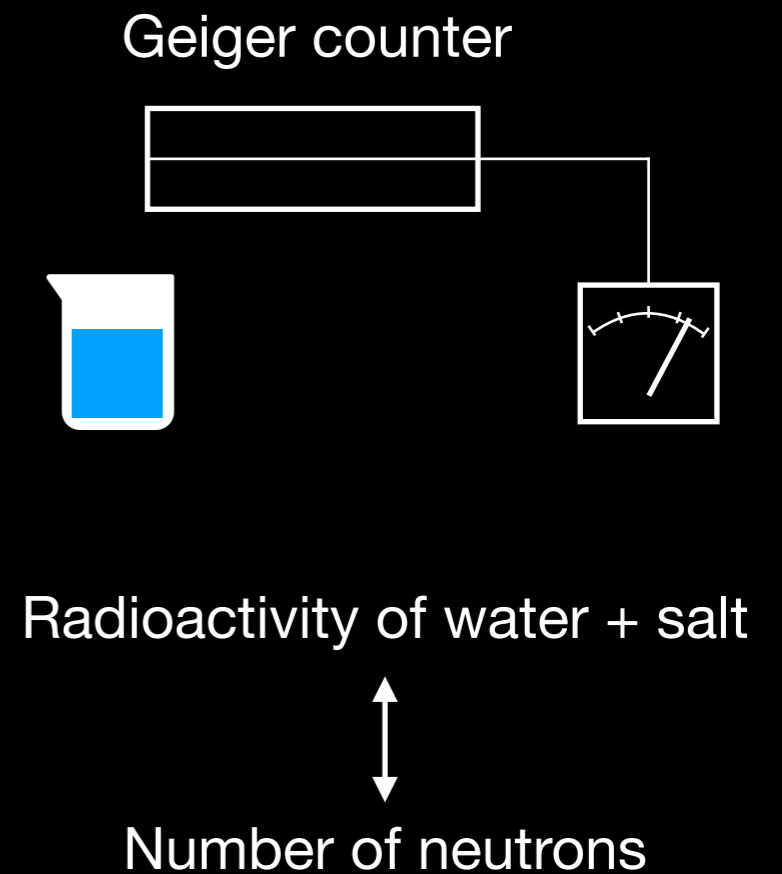 Geiger counter
Radioactivity of water + salt
Number of neutrons